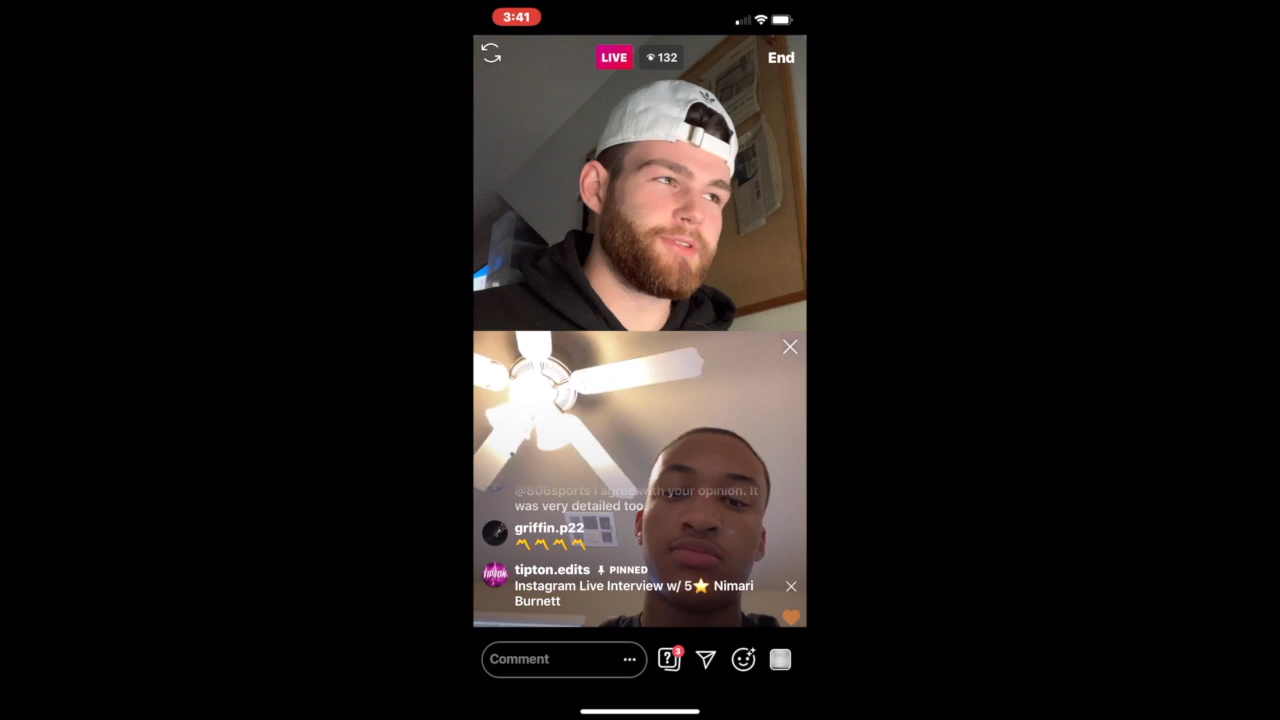 3:41
LIVE
132
End
@806sports I agree with your opinion. It
was very detailed too.
griffin.p22
tipton.edits PINNED
Instagram Live Interview w/ 5⭐ Nimari
Burnett
TIPTON
Comment
3